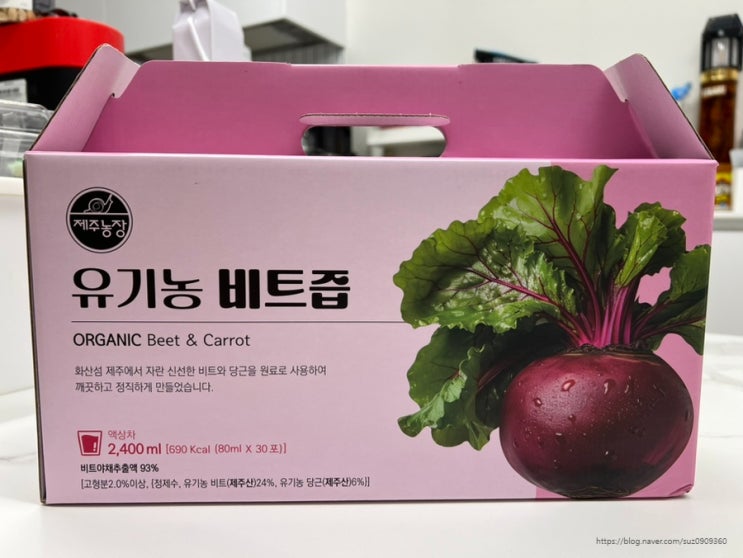 제주농장
유기농 비트즙
ORGANIC Beet & Carrot
화산섬 제주에서 자란 신선한 비트와 당근을 원료로 사용하여
깨끗하고 정직하게 만들었습니다.
액상차
2,400 ml [690 Kcal (80ml X 30포)]
비트야채추출액 93%
[고형분2.0%이상, [정제수, 유기농 비트(제주산)24%, 유기농 당근(제주산)6%]]
https://blog.naver.com/suz0909360